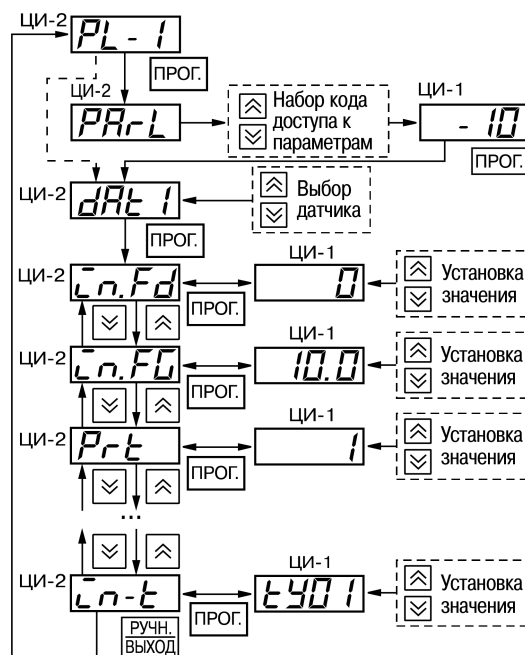 ЦИ-2
PL-1
ПРОГ.
ЦИ-2
PArL
Набор кода
доступа к
параметрам
ЦИ-1
-10
ПРОГ.
ЦИ-2
dAt1
Выбор
датчика
ПРОГ.
ЦИ-2
in.Fd
ПРОГ.
ЦИ-1
0
Установка
значения
ЦИ-2
in.FG
ПРОГ.
ЦИ-1
10.0
Установка
значения
ЦИ-2
Prt
ПРОГ.
ЦИ-1
1
Установка
значения
...
ЦИ-2
in-t
ПРОГ.
ЦИ-1
tY01
Установка
значения
РУЧН.
ВЫХОД